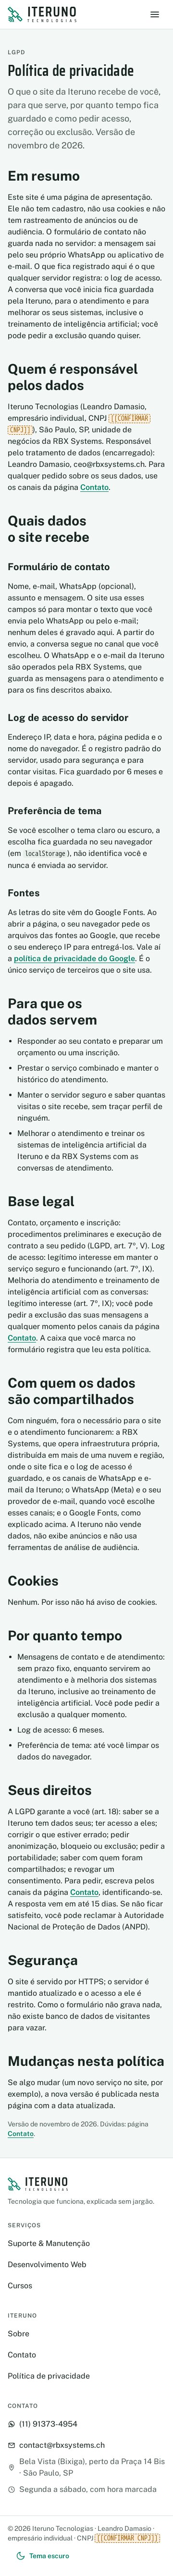 ITERUNO
TECNOLOGIAS
LGPD
Política de privacidade
O que o site da Iteruno recebe de você,
para que serve, por quanto tempo fica
guardado e como pedir acesso,
correção ou exclusão. Versão de
novembro de 2026.
Em resumo
Este site é uma página de apresentação.
Ele não tem cadastro, não usa cookies e não
tem rastreamento de anúncios ou de
audiência. O formulário de contato não
guarda nada no servidor: a mensagem sai
pelo seu próprio WhatsApp ou aplicativo de
e-mail. O que fica registrado aqui é o que
qualquer servidor registra: o log de acesso.
A conversa que você inicia fica guardada
pela Iteruno, para o atendimento e para
melhorar os seus sistemas, inclusive o
treinamento de inteligência artificial; você
pode pedir a exclusão quando quiser.
Quem é responsável
pelos dados
Iteruno Tecnologias (Leandro Damasio,
empresário individual, CNPJ [[CONFIRMAR
CNPJ]]), São Paulo, SP, unidade de
negócios da RBX Systems. Responsável
pelo tratamento de dados (encarregado):
Leandro Damasio, ceo@rbxsystems.ch. Para
qualquer pedido sobre os seus dados, use
os canais da página Contato.
Quais dados
o site recebe
Formulário de contato
Nome, e-mail, WhatsApp (opcional),
assunto e mensagem. O site usa esses
campos só para montar o texto que você
envia pelo WhatsApp ou pelo e-mail;
nenhum deles é gravado aqui. A partir do
envio, a conversa segue no canal que você
escolheu. O WhatsApp e o e-mail da Iteruno
são operados pela RBX Systems, que
guarda as mensagens para o atendimento e
para os fins descritos abaixo.
Log de acesso do servidor
Endereço IP, data e hora, página pedida e o
nome do navegador. É o registro padrão do
servidor, usado para segurança e para
contar visitas. Fica guardado por 6 meses e
depois é apagado.
Preferência de tema
Se você escolher o tema claro ou escuro, a
escolha fica guardada no seu navegador
(em localStorage), não identifica você e
nunca é enviada ao servidor.
Fontes
As letras do site vêm do Google Fonts. Ao
abrir a página, o seu navegador pede os
arquivos das fontes ao Google, que recebe
o seu endereço IP para entregá-los. Vale aí
a política de privacidade do Google. É o
único serviço de terceiros que o site usa.
Para que os
dados servem
Responder ao seu contato e preparar um
orçamento ou uma inscrição.
Prestar o serviço combinado e manter o
histórico do atendimento.
Manter o servidor seguro e saber quantas
visitas o site recebe, sem traçar perfil de
ninguém.
Melhorar o atendimento e treinar os
sistemas de inteligência artificial da
Iteruno e da RBX Systems com as
conversas de atendimento.
Base legal
Contato, orçamento e inscrição:
procedimentos preliminares e execução de
contrato a seu pedido (LGPD, art. 7º, V). Log
de acesso: legítimo interesse em manter o
serviço seguro e funcionando (art. 7º, IX).
Melhoria do atendimento e treinamento de
inteligência artificial com as conversas:
legítimo interesse (art. 7º, IX); você pode
pedir a exclusão das suas mensagens a
qualquer momento pelos canais da página
Contato. A caixa que você marca no
formulário registra que leu esta política.
Com quem os dados
são compartilhados
Com ninguém, fora o necessário para o site
e o atendimento funcionarem: a RBX
Systems, que opera infraestrutura própria,
distribuída em mais de uma nuvem e região,
onde o site fica e o log de acesso é
guardado, e os canais de WhatsApp e e-
mail da Iteruno; o WhatsApp (Meta) e o seu
provedor de e-mail, quando você escolhe
esses canais; e o Google Fonts, como
explicado acima. A Iteruno não vende
dados, não exibe anúncios e não usa
ferramentas de análise de audiência.
Cookies
Nenhum. Por isso não há aviso de cookies.
Por quanto tempo
Mensagens de contato e de atendimento:
sem prazo fixo, enquanto servirem ao
atendimento e à melhoria dos sistemas
da Iteruno, inclusive ao treinamento de
inteligência artificial. Você pode pedir a
exclusão a qualquer momento.
Log de acesso: 6 meses.
Preferência de tema: até você limpar os
dados do navegador.
Seus direitos
A LGPD garante a você (art. 18): saber se a
Iteruno tem dados seus; ter acesso a eles;
corrigir o que estiver errado; pedir
anonimização, bloqueio ou exclusão; pedir a
portabilidade; saber com quem foram
compartilhados; e revogar um
consentimento. Para pedir, escreva pelos
canais da página Contato, identificando-se.
A resposta vem em até 15 dias. Se não ficar
satisfeito, você pode reclamar à Autoridade
Nacional de Proteção de Dados (ANPD).
Segurança
O site é servido por HTTPS; o servidor é
mantido atualizado e o acesso a ele é
restrito. Como o formulário não grava nada,
não existe banco de dados de visitantes
para vazar.
Mudanças nesta política
Se algo mudar (um novo serviço no site, por
exemplo), a nova versão é publicada nesta
página com a data atualizada.
Versão de novembro de 2026. Dúvidas: página
Contato.
ITERUNO
TECNOLOGIAS
Tecnologia que funciona, explicada sem jargão.
SERVIÇOS
Suporte & Manutenção
Desenvolvimento Web
Cursos
ITERUNO
Sobre
Contato
Política de privacidade
CONTATO
(11) 91373-4954
contact@rbxsystems.ch
Bela Vista (Bixiga), perto da Praça 14 Bis
· São Paulo, SP
Segunda a sábado, com hora marcada
© 2026 Iteruno Tecnologias · Leandro Damasio ·
empresário individual · CNPJ [[CONFIRMAR CNPJ]]
Tema escuro